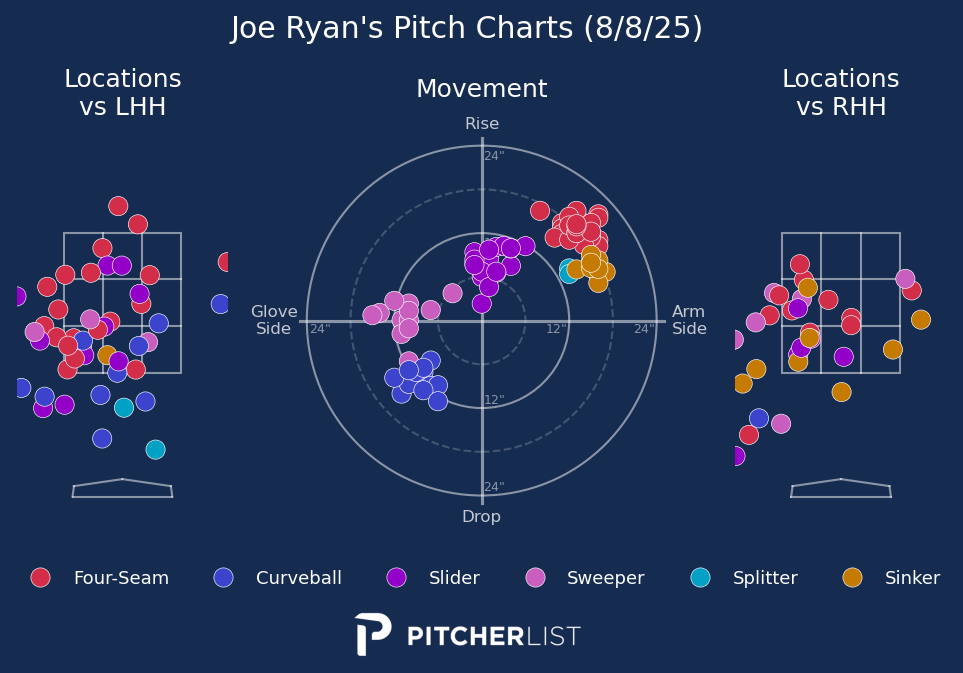 Joe Ryan's Pitch Charts (8/8/25)
Locations
vs LHH
Movement
Locations
vs RHH
Rise
24"
Glove
Side
24"
12"
24"
Arm
Side
12"
24"
Drop
Four-Seam
Curveball
Slider
Sweeper
Splitter
Sinker
PITCHERLIST